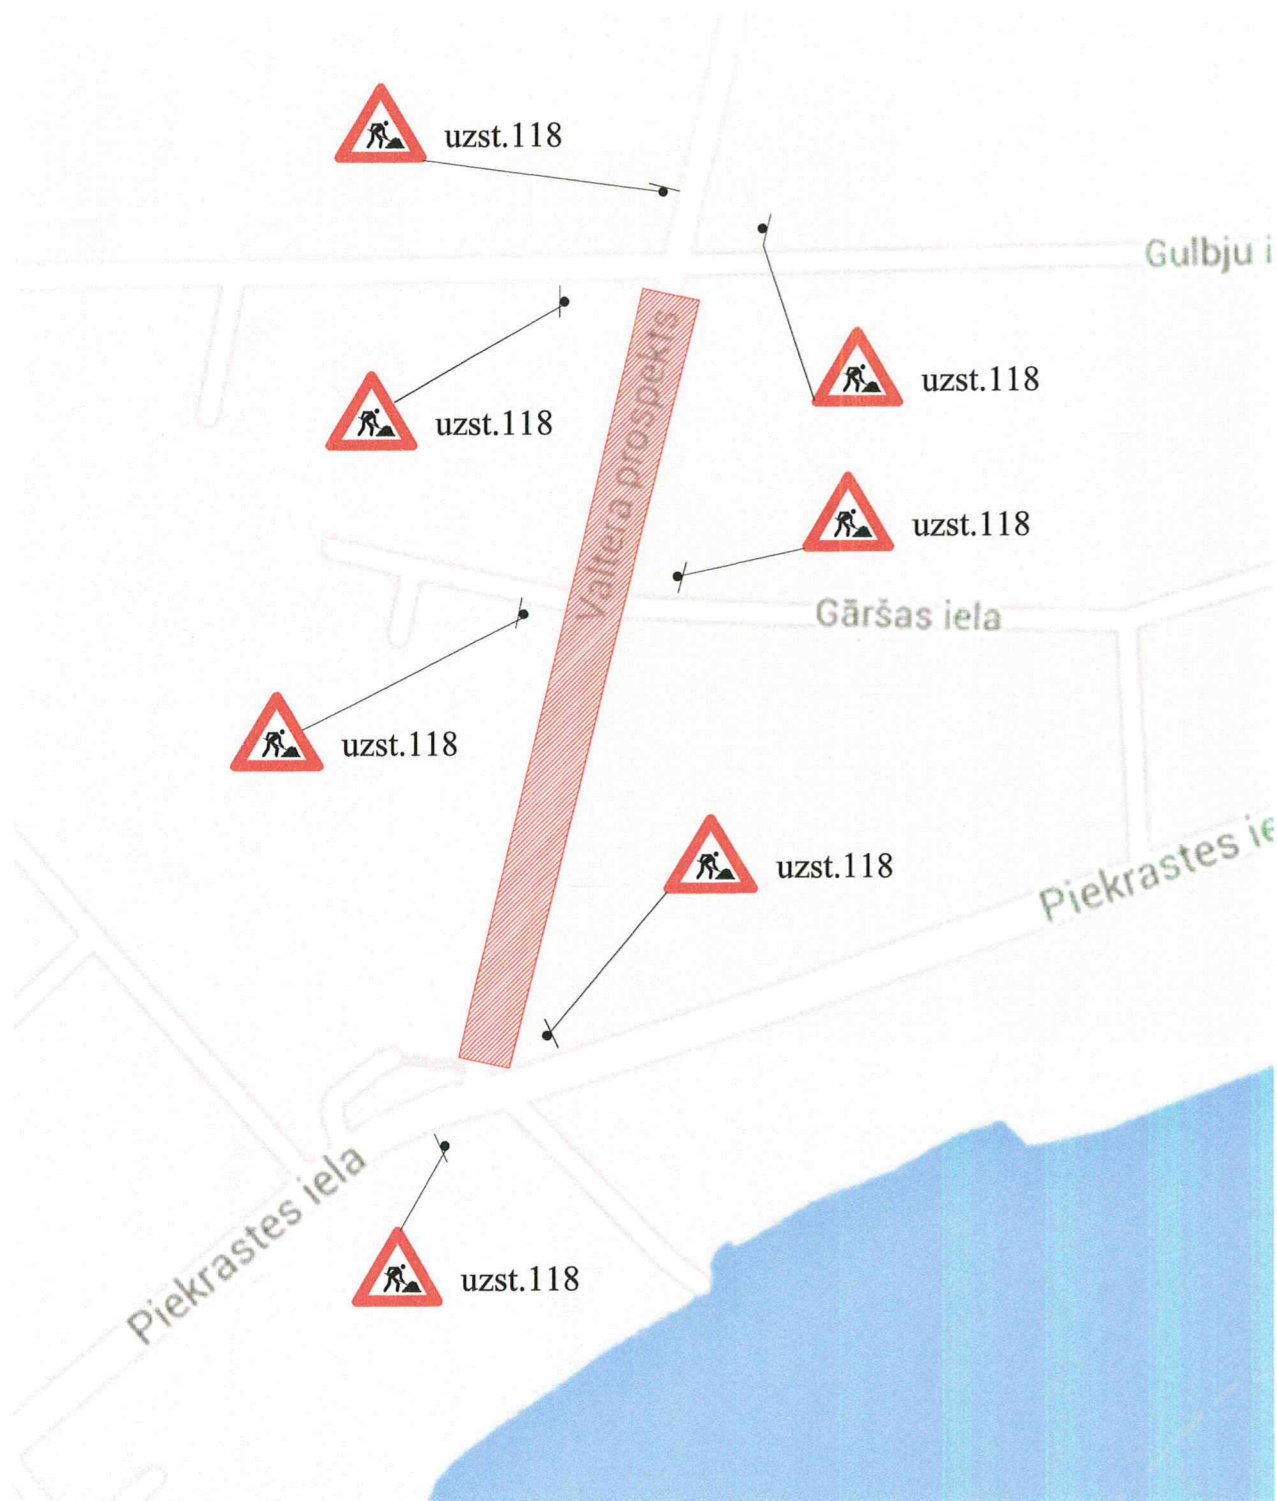 uzst.118
Gulbju i
uzst.118
uzst.118
Valtera prospekts
uzst.118
Gāršas iela
uzst.118
uzst.118
Piekrastes ie
Piekrastes iela
uzst.118